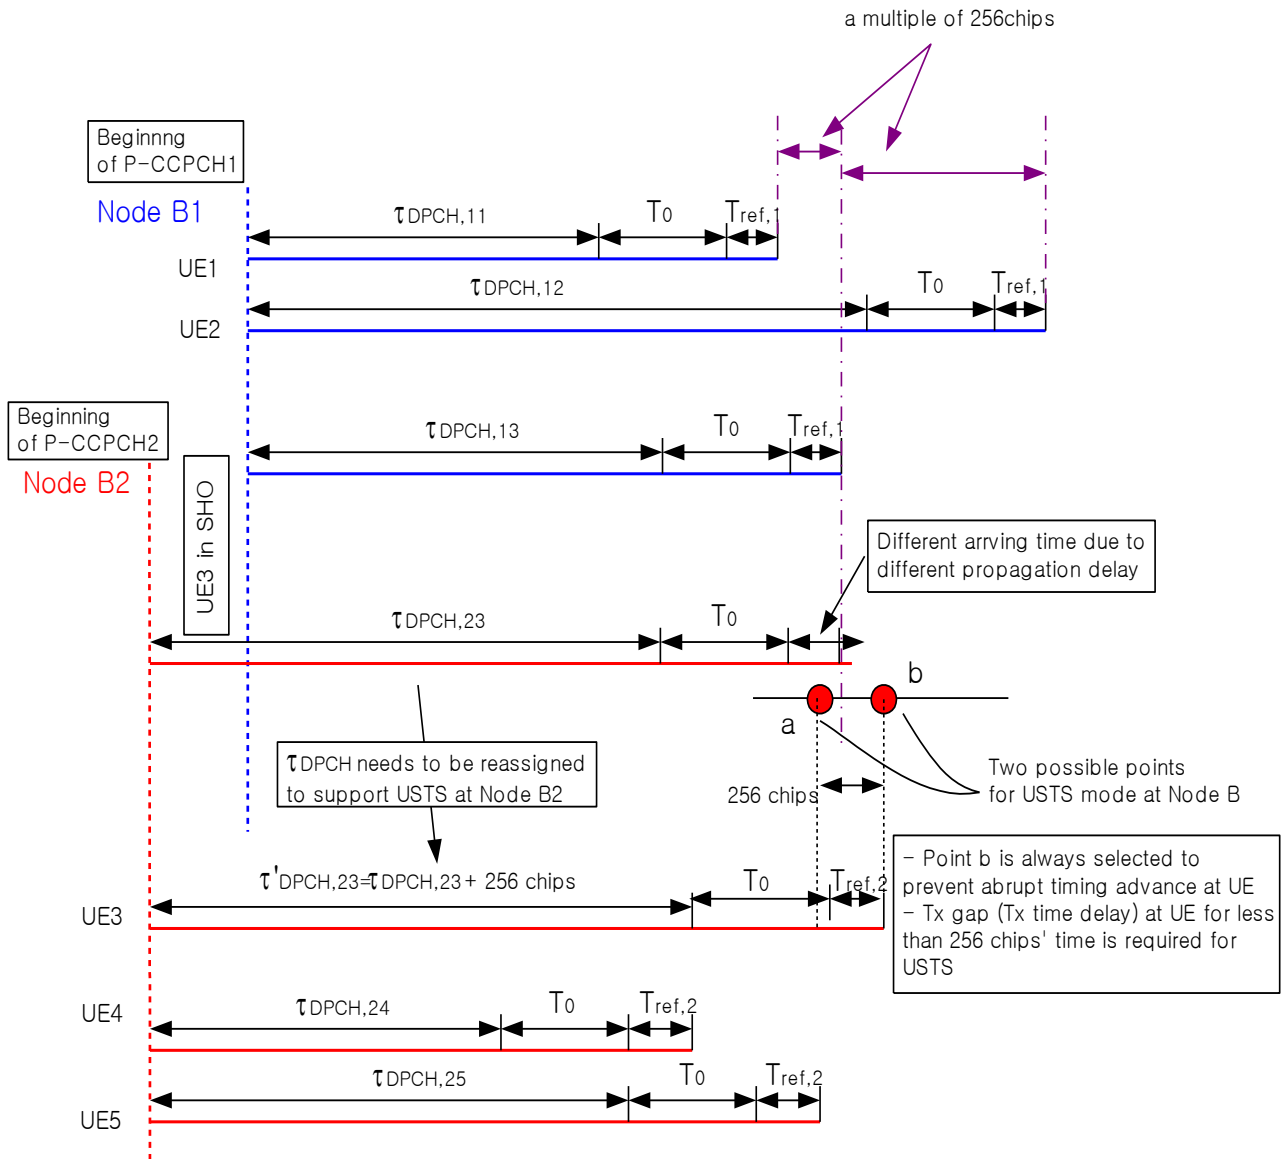 a multiple of 256chips
Beginnng
of P-CCPCH1
Node B1
τDPCH,11
T0
Tref,1
UE1
τDPCH,12
T0
Tref,1
UE2
Beginning
of P-CCPCH2
τDPCH,13
T0
Tref,1
Node B2
UE3 in SHO
Different arrving time due to
different propagation delay
τDPCH,23
T0
b
a
τDPCH needs to be reassigned
to support USTS at Node B2
256 chips
Two possible points
for USTS mode at Node B
τ'DPCH,23=τDPCH,23+ 256 chips
T0
Tref,2
UE3
- Point b is always selected to
prevent abrupt timing advance at UE
- Tx gap (Tx time delay) at UE for less
than 256 chips' time is required for
USTS
τDPCH,24
T0
Tref,2
UE4
τDPCH,25
T0
Tref,2
UE5